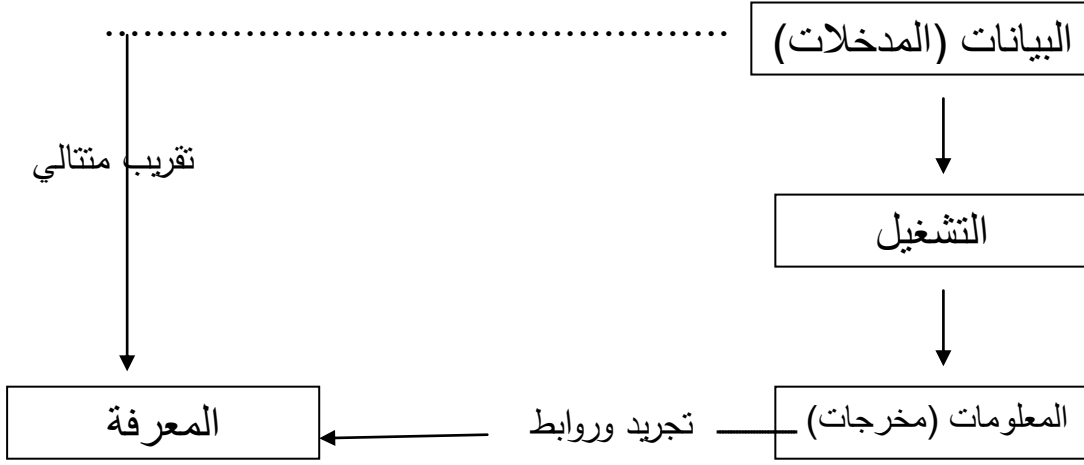 البيانات (المدخلات)
تقريب متتالي
التشغيل
المعلومات (مخرجات)
تجريد وروابط
المعرفة